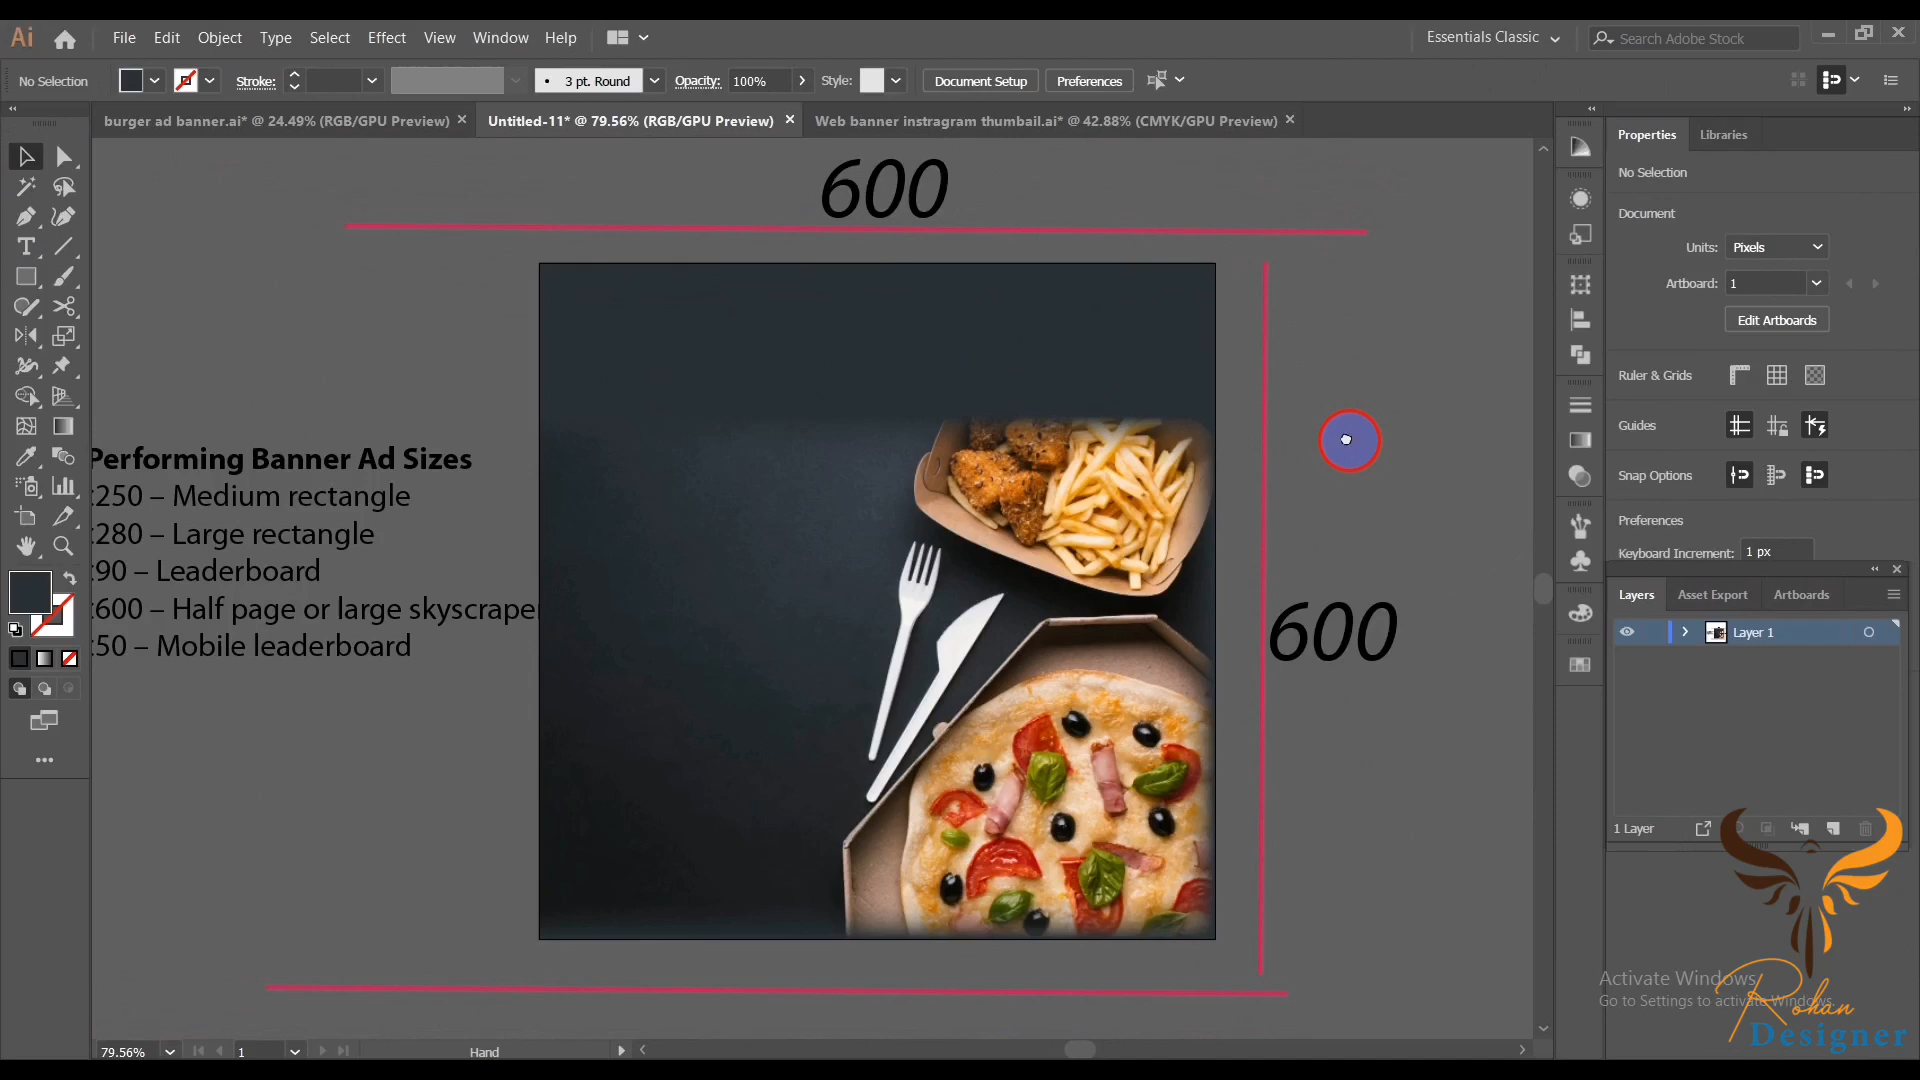 Ai File Edit Object Type Select Effect View Window Help Essentials Classic Search Adobe Stock
No Selection Stroke: 3 pt. Round Opacity: 100% Style: Document Setup Preferences
burger ad banner.ai* @ 24.49% (RGB/GPU Preview) Untitled-11* @ 79.56% (RGB/GPU Preview) Web banner instragram thumbail.ai* @ 42.88% (CMYK/GPU Preview)
600
600
Performing Banner Ad Sizes
250 – Medium rectangle
280 – Large rectangle
90 – Leaderboard
600 – Half page or large skyscraper
50 – Mobile leaderboard
Properties Libraries
No Selection
Document
Units: Pixels
Artboard: 1
Edit Artboards
Ruler & Grids
Guides
Snap Options
Preferences
Keyboard Increment: 1 px
Layers Asset Export Artboards
Layer 1
1 Layer
Activate Windows
Go to Settings to activate Windows.
Rohan
Designer
79.56% 1 Hand